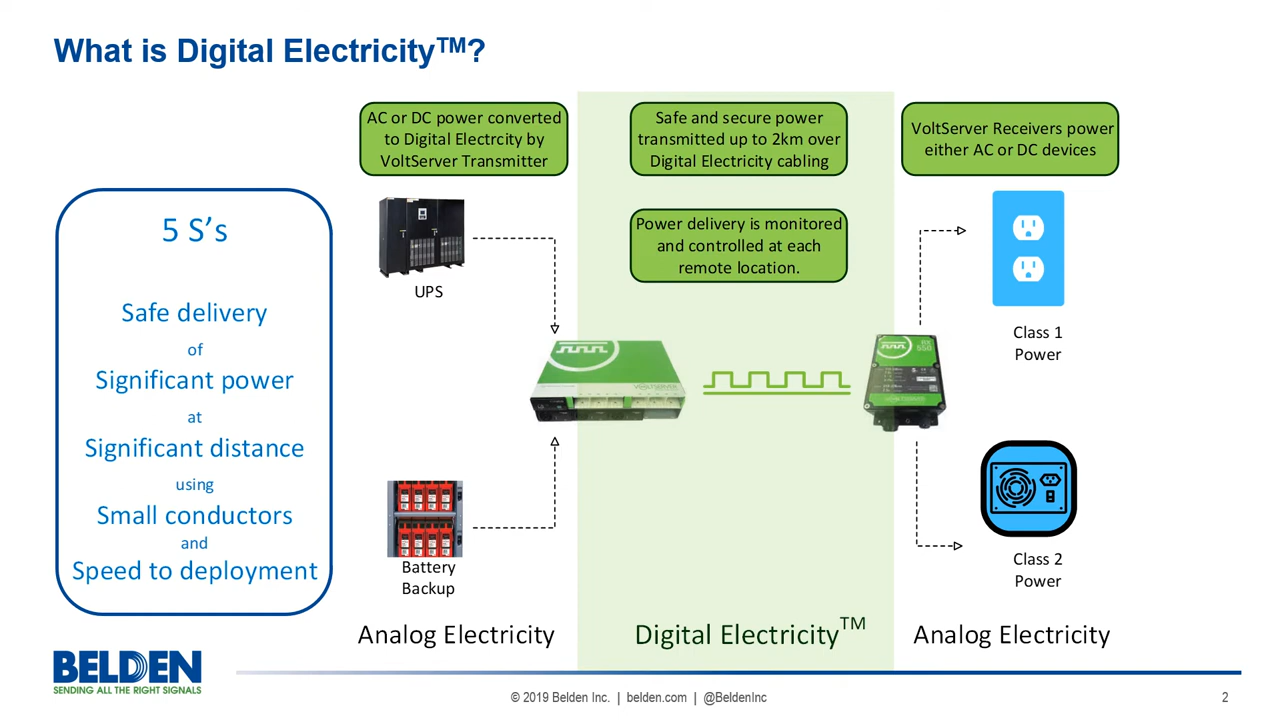 What is Digital Electricity™?
5 S’s
Safe delivery
of
Significant power
at
Significant distance
using
Small conductors
and
Speed to deployment
AC or DC power converted
to Digital Electrcity by
VoltServer Transmitter
UPS
Battery
Backup
Analog Electricity
Safe and secure power
transmitted up to 2km over
Digital Electricity cabling
Power delivery is monitored
and controlled at each
remote location.
VOLTSERVER
Digital Electricity™
VoltServer Receivers power
either AC or DC devices
RX
550
VOLTSERVER
Class 1
Power
Class 2
Power
Analog Electricity
BELDEN
SENDING ALL THE RIGHT SIGNALS
© 2019 Belden Inc. | belden.com | @BeldenInc
2